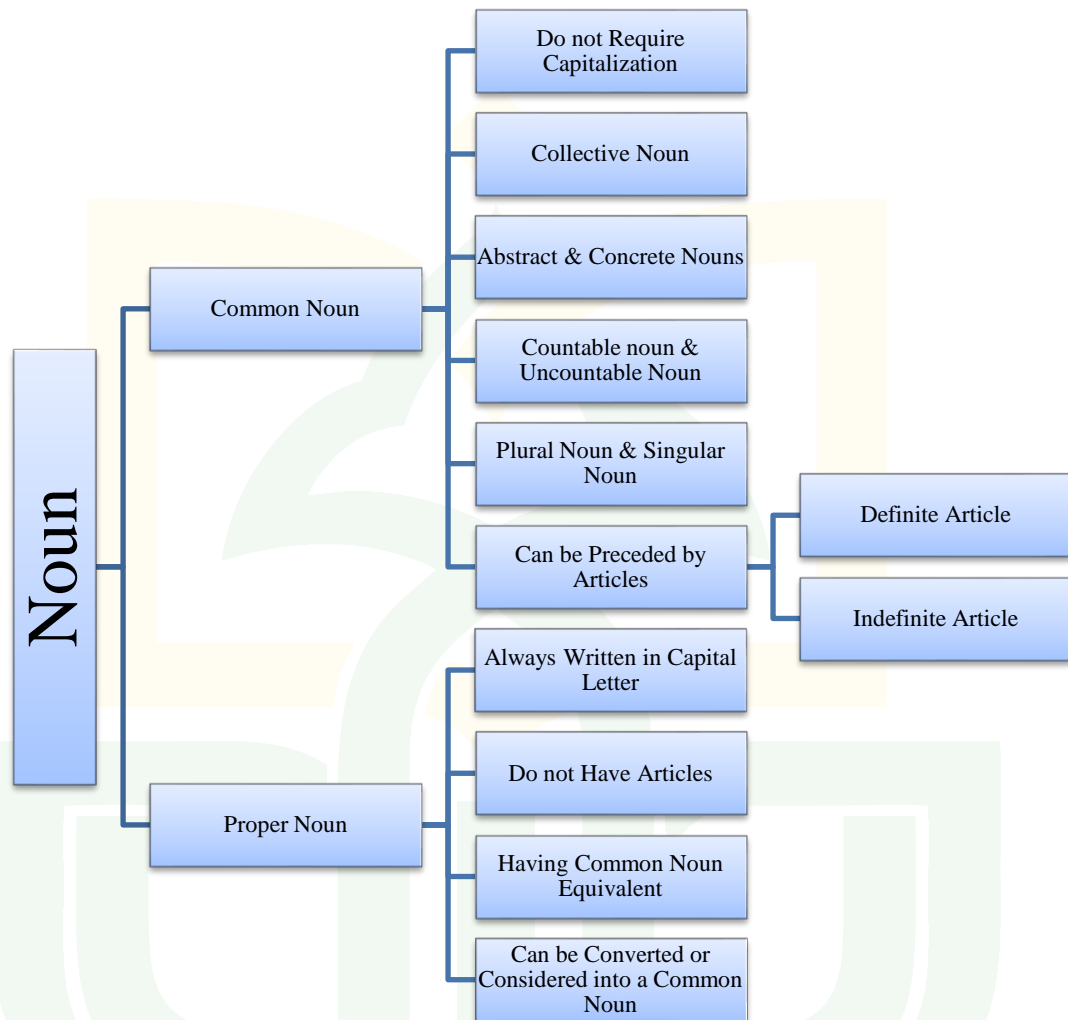 Noun
Common Noun
Do not Require
Capitalization
Collective Noun
Abstract & Concrete Nouns
Countable noun &
Uncountable Noun
Plural Noun & Singular
Noun
Can be Preceded by
Articles
Definite Article
Indefinite Article
Proper Noun
Always Written in Capital
Letter
Do not Have Articles
Having Common Noun
Equivalent
Can be Converted or
Considered into a Common
Noun